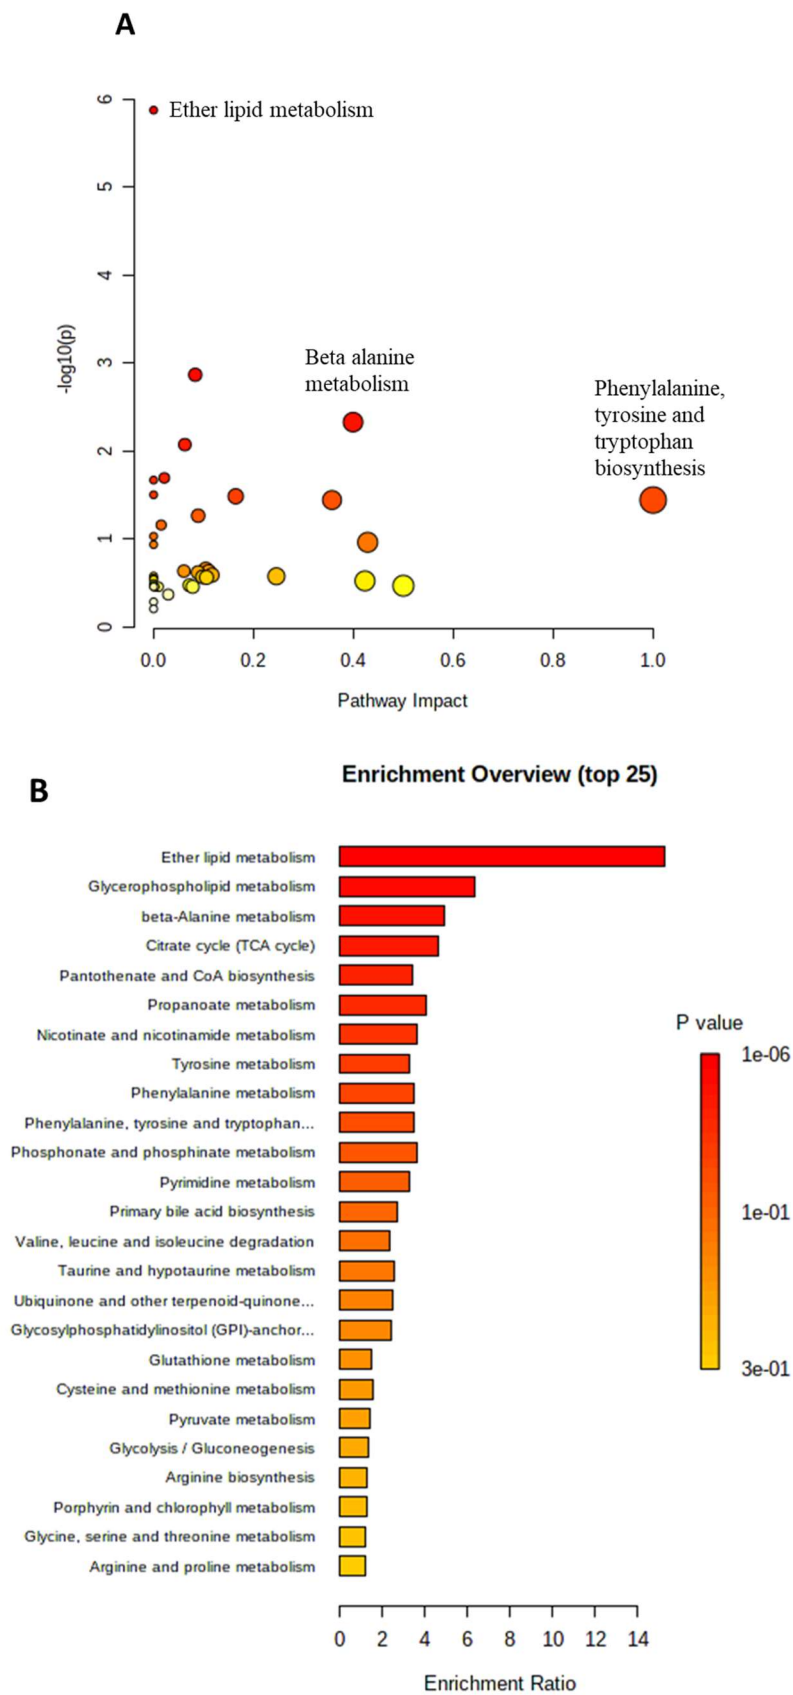 A
6
Ether lipid metabolism
5
4
-log10(p)
3
Beta alanine
metabolism
Phenylalanine,
tyrosine and
tryptophan
biosynthesis
2
1
0
0.0 0.2 0.4 0.6 0.8 1.0
Pathway Impact
B
Enrichment Overview (top 25)
Ether lipid metabolism
Glycerophospholipid metabolism
beta-Alanine metabolism
Citrate cycle (TCA cycle)
Pantothenate and CoA biosynthesis
Propanoate metabolism
Nicotinate and nicotinamide metabolism
Tyrosine metabolism
Phenylalanine metabolism
Phenylalanine, tyrosine and tryptophan...
Phosphonate and phosphinate metabolism
Pyrimidine metabolism
Primary bile acid biosynthesis
Valine, leucine and isoleucine degradation
Taurine and hypotaurine metabolism
Ubiquinone and other terpenoid-quinone...
Glycosylphosphatidylinositol (GPI)-anchor...
Glutathione metabolism
Cysteine and methionine metabolism
Pyruvate metabolism
Glycolysis / Gluconeogenesis
Arginine biosynthesis
Porphyrin and chlorophyll metabolism
Glycine, serine and threonine metabolism
Arginine and proline metabolism
P value
1e-06
1e-01
3e-01
0 2 4 6 8 10 12 14
Enrichment Ratio